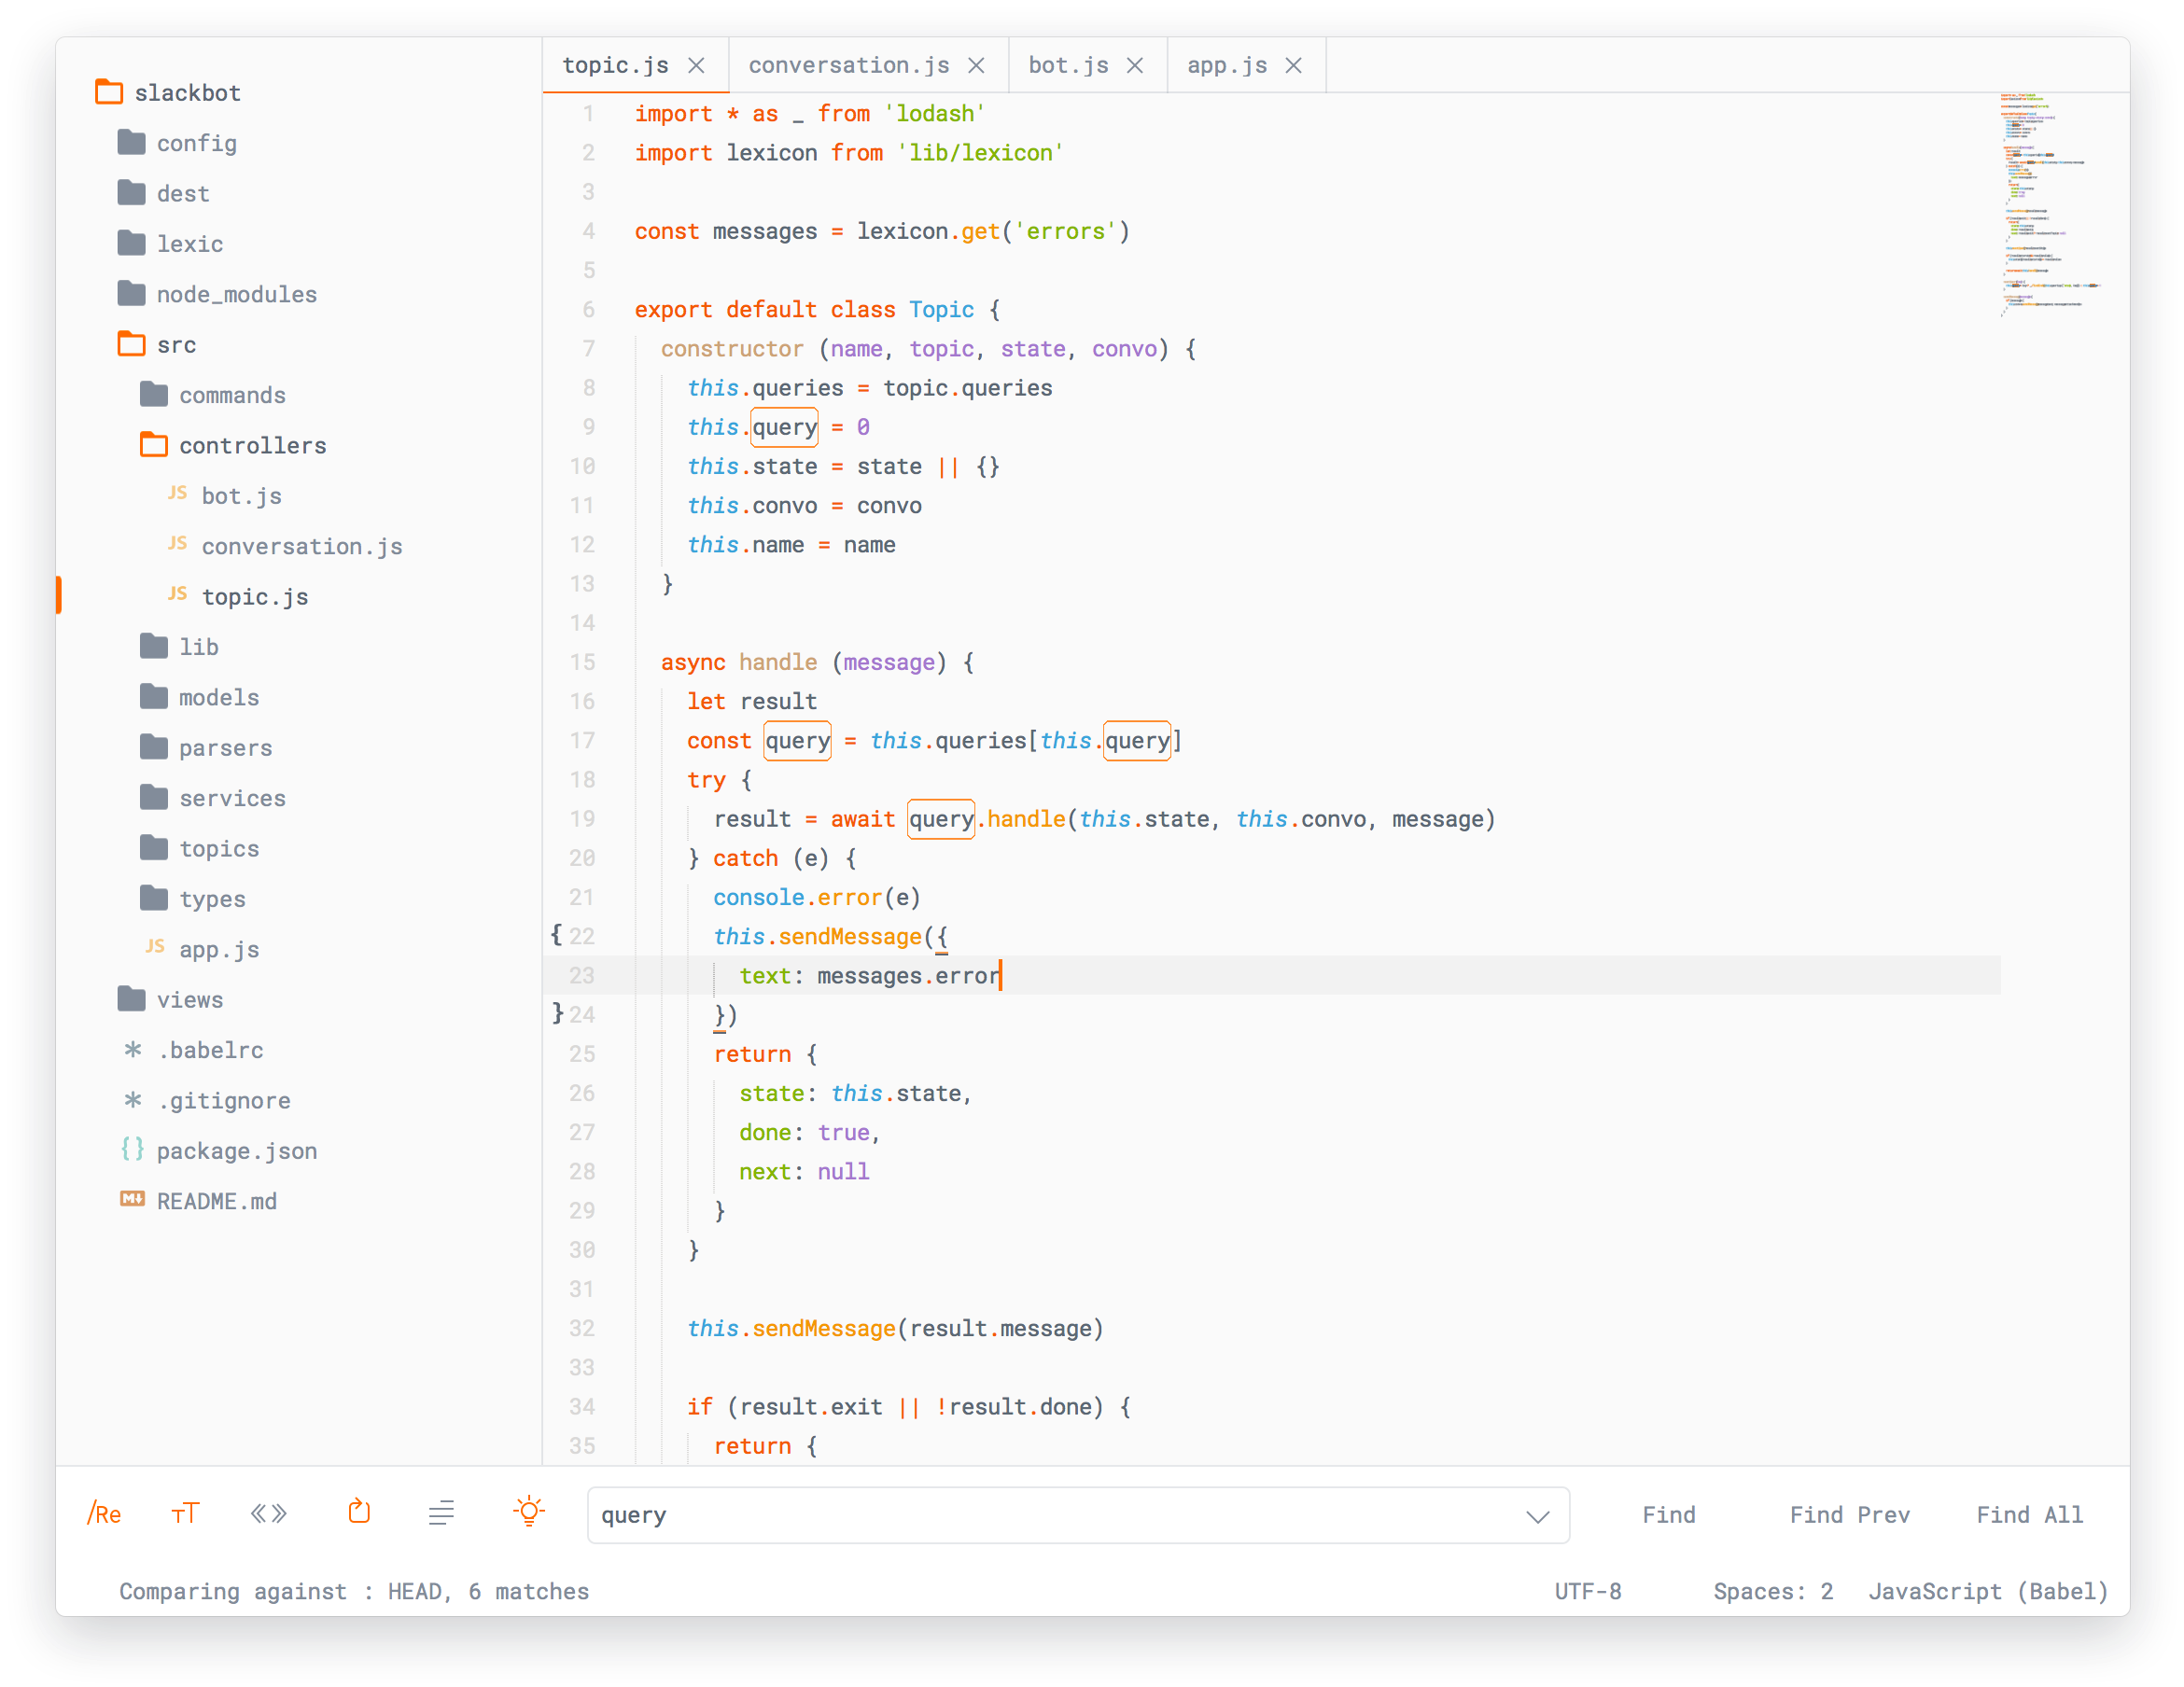 slackbot
config
dest
lexic
node_modules
src
commands
controllers
JS bot.js
JS conversation.js
JS topic.js
lib
models
parsers
services
topics
types
JS app.js
views
* .babelrc
* .gitignore
{} package.json
M README.md
topic.js × conversation.js × bot.js × app.js ×
1 import * as _ from 'lodash'
2 import lexicon from 'lib/lexicon'
3
4 const messages = lexicon.get('errors')
5
6 export default class Topic {
7 constructor (name, topic, state, convo) {
8 this.queries = topic.queries
9 this.query = 0
10 this.state = state || {}
11 this.convo = convo
12 this.name = name
13 }
14
15 async handle (message) {
16 let result
17 const query = this.queries[this.query]
18 try {
19 result = await query.handle(this.state, this.convo, message)
20 } catch (e) {
21 console.error(e)
{ 22 this.sendMessage({
23 text: messages.error
} 24 })
25 return {
26 state: this.state,
27 done: true,
28 next: null
29 }
30 }
31
32 this.sendMessage(result.message)
33
34 if (result.exit || !result.done) {
35 return {
/Re TT «» query Find Find Prev Find All
Comparing against : HEAD, 6 matches UTF-8 Spaces: 2 JavaScript (Babel)